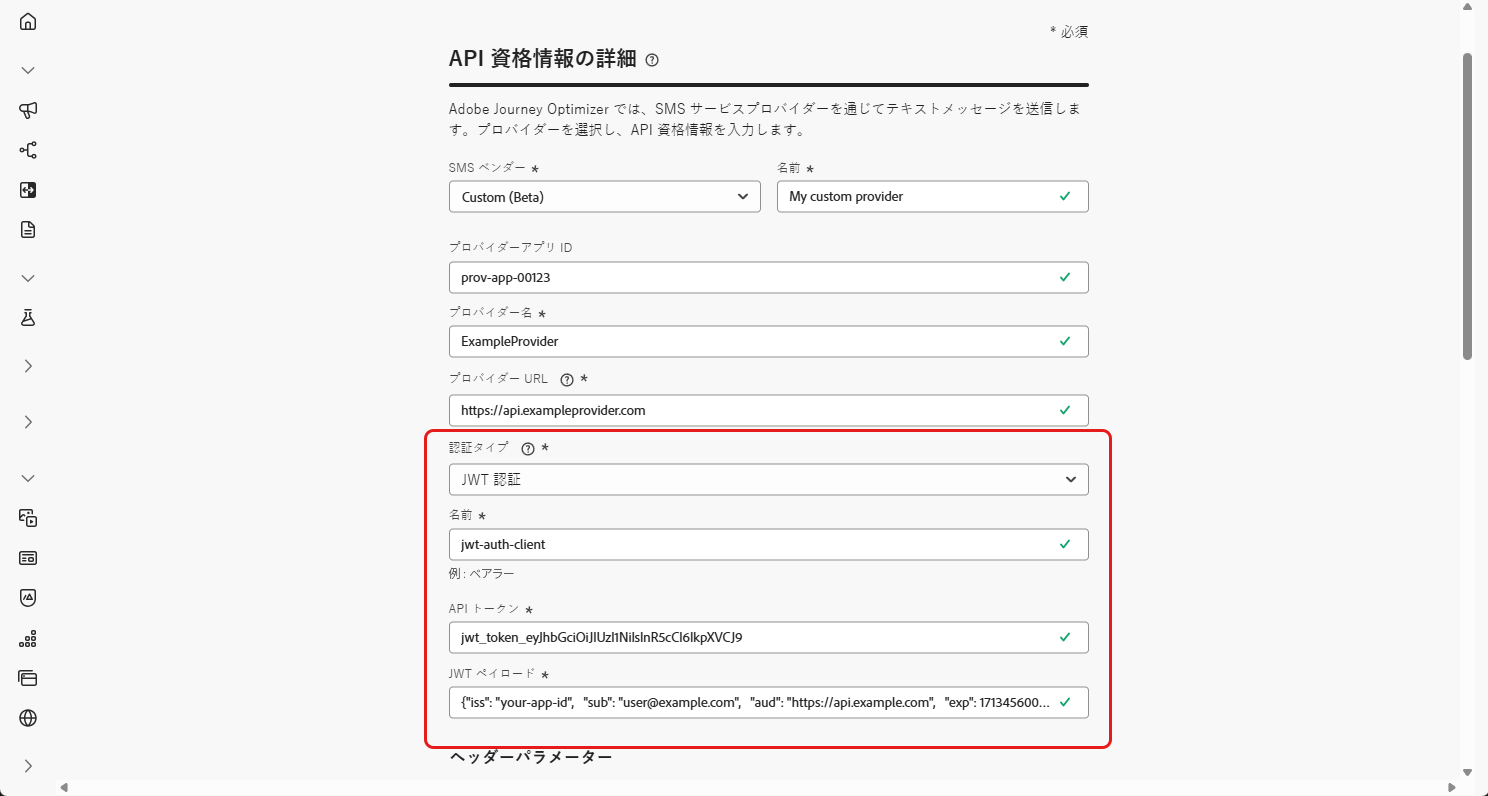 * 必須
API 資格情報の詳細
Adobe Journey Optimizer では、SMS サービスプロバイダーを通じてテキストメッセージを送信しま
す。プロバイダーを選択し、API 資格情報を入力します。
SMS ベンダー *
名前 *
Custom (Beta)
My custom provider
プロバイダーアプリ ID
prov-app-00123
プロバイダー名 *
ExampleProvider
プロバイダー URL *
https://api.exampleprovider.com
認証タイプ *
JWT 認証
名前 *
jwt-auth-client
例 : ベアラー
API トークン *
jwt_token_eyJhbGciOiJIUzI1NiIsInR5cCI6IkpXVCJ9
JWT ペイロード *
{"iss": "your-app-id", "sub": "user@example.com", "aud": "https://api.example.com", "exp": 171345600...
ヘッダーパラメーター